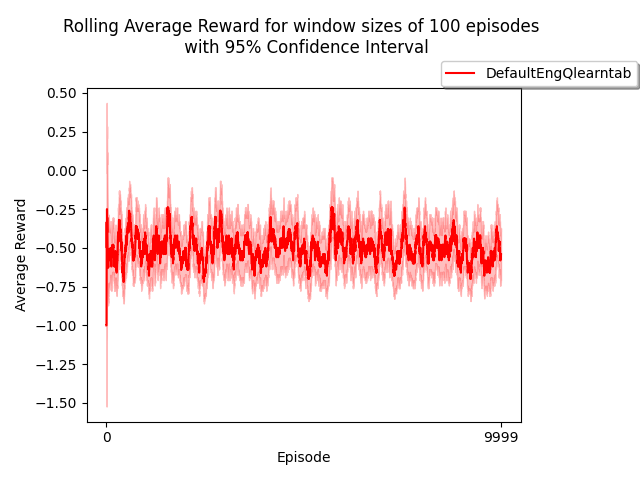 Rolling Average Reward for window sizes of 100 episodes
with 95% Confidence Interval
DefaultEngQlearntab
0.50
0.25
0.00
−0.25
−0.50
−0.75
−1.00
−1.25
−1.50
Average Reward
0
9999
Episode